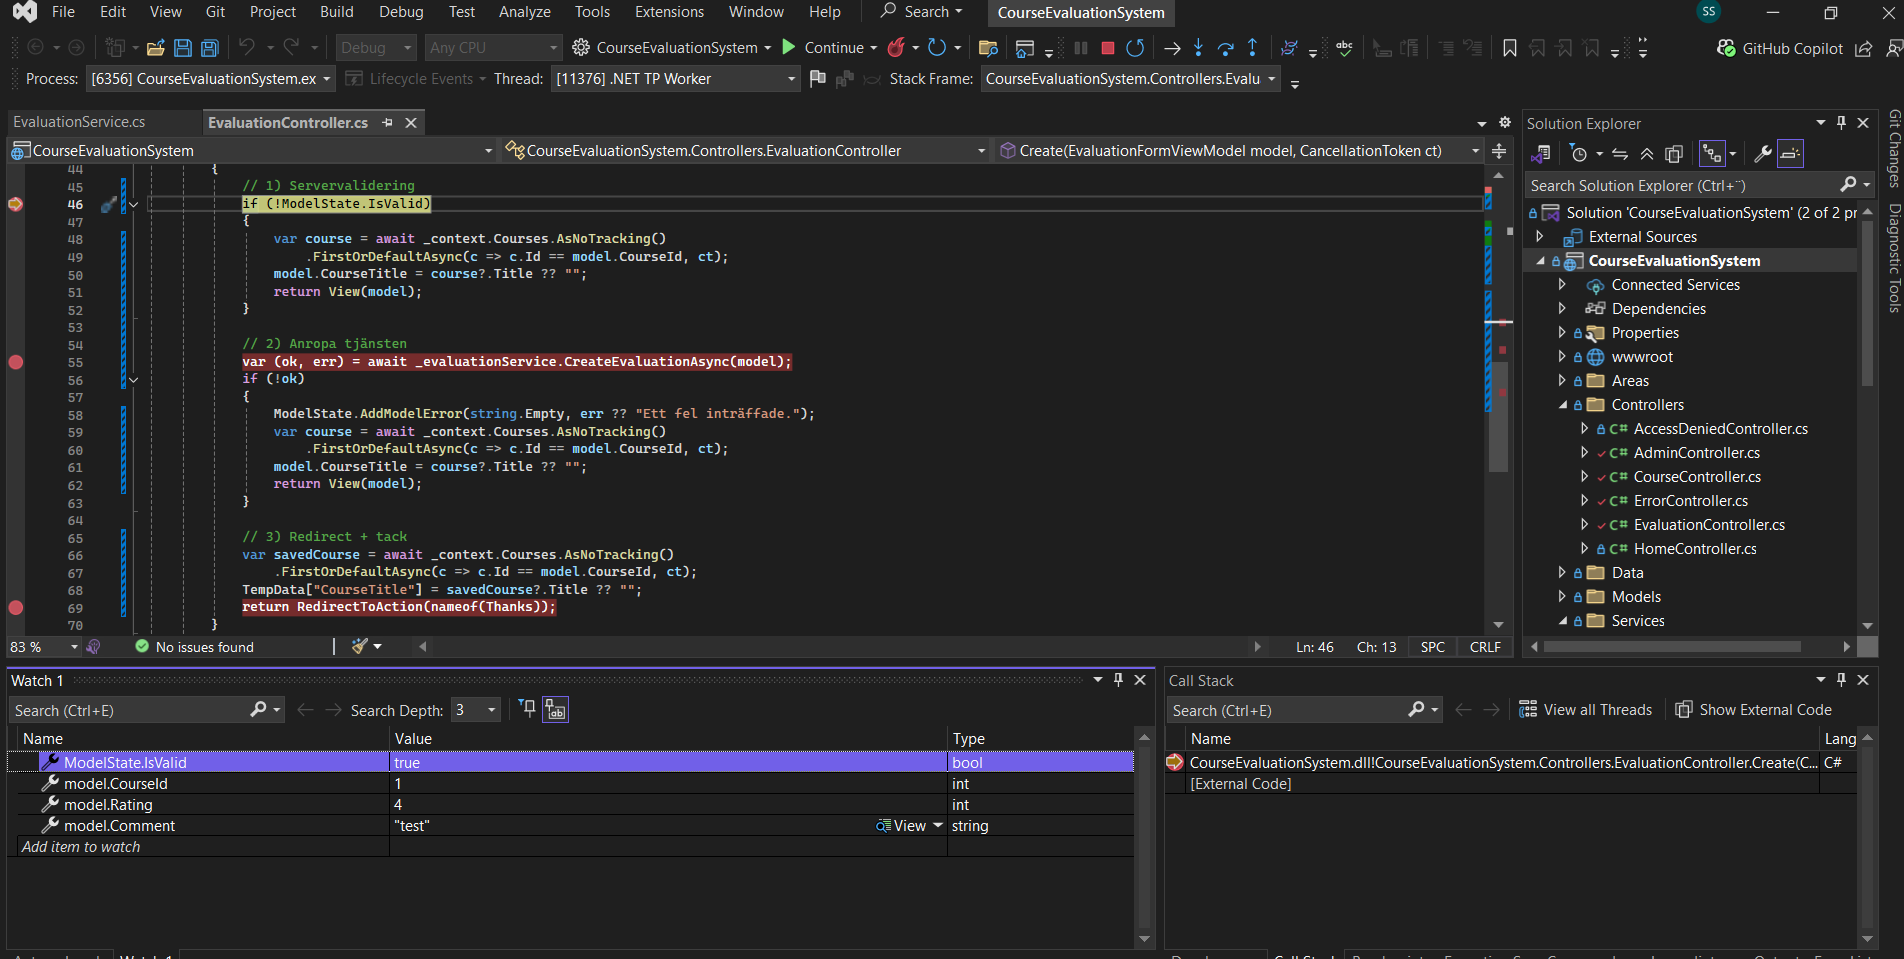 File Edit View Git Project Build Debug Test Analyze Tools Extensions Window Help Search CourseEvaluationSystem SS
Debug Any CPU CourseEvaluationSystem Continue abc GitHub Copilot
Process: [6356] CourseEvaluationSystem.ex Lifecycle Events Thread: [11376] .NET TP Worker Stack Frame: CourseEvaluationSystem.Controllers.Evalu
EvaluationService.cs EvaluationController.cs
CourseEvaluationSystem CourseEvaluationSystem.Controllers.EvaluationController Create(EvaluationFormViewModel model, CancellationToken ct)
44 {
45 // 1) Servervalidering
46 if (!ModelState.IsValid)
47 {
48 var course = await _context.Courses.AsNoTracking()
49 .FirstOrDefaultAsync(c => c.Id == model.CourseId, ct);
50 model.CourseTitle = course?.Title ?? "";
51 return View(model);
52 }
53
54 // 2) Anropa tjänsten
55 var (ok, err) = await _evaluationService.CreateEvaluationAsync(model);
56 if (!ok)
57 {
58 ModelState.AddModelError(string.Empty, err ?? "Ett fel inträffade.");
59 var course = await _context.Courses.AsNoTracking()
60 .FirstOrDefaultAsync(c => c.Id == model.CourseId, ct);
61 model.CourseTitle = course?.Title ?? "";
62 return View(model);
63 }
64
65 // 3) Redirect + tack
66 var savedCourse = await _context.Courses.AsNoTracking()
67 .FirstOrDefaultAsync(c => c.Id == model.CourseId, ct);
68 TempData["CourseTitle"] = savedCourse?.Title ?? "";
69 return RedirectToAction(nameof(Thanks));
70 }
83 % No issues found Ln: 46 Ch: 13 SPC CRLF
Solution Explorer
Search Solution Explorer (Ctrl+¨)
Solution 'CourseEvaluationSystem' (2 of 2 pr
External Sources
CourseEvaluationSystem
Connected Services
Dependencies
Properties
wwwroot
Areas
Controllers
C# AccessDeniedController.cs
C# AdminController.cs
C# CourseController.cs
C# ErrorController.cs
C# EvaluationController.cs
C# HomeController.cs
Data
Models
Services
Git Changes
Diagnostic Tools
Watch 1
Search (Ctrl+E) Search Depth: 3
Name Value Type
ModelState.IsValid true bool
model.CourseId 1 int
model.Rating 4 int
model.Comment "test" View string
Add item to watch
Call Stack
Search (Ctrl+E) View all Threads Show External Code
Name Lang
CourseEvaluationSystem.dll!CourseEvaluationSystem.Controllers.EvaluationController.Create(C... C#
[External Code]
Watch 1